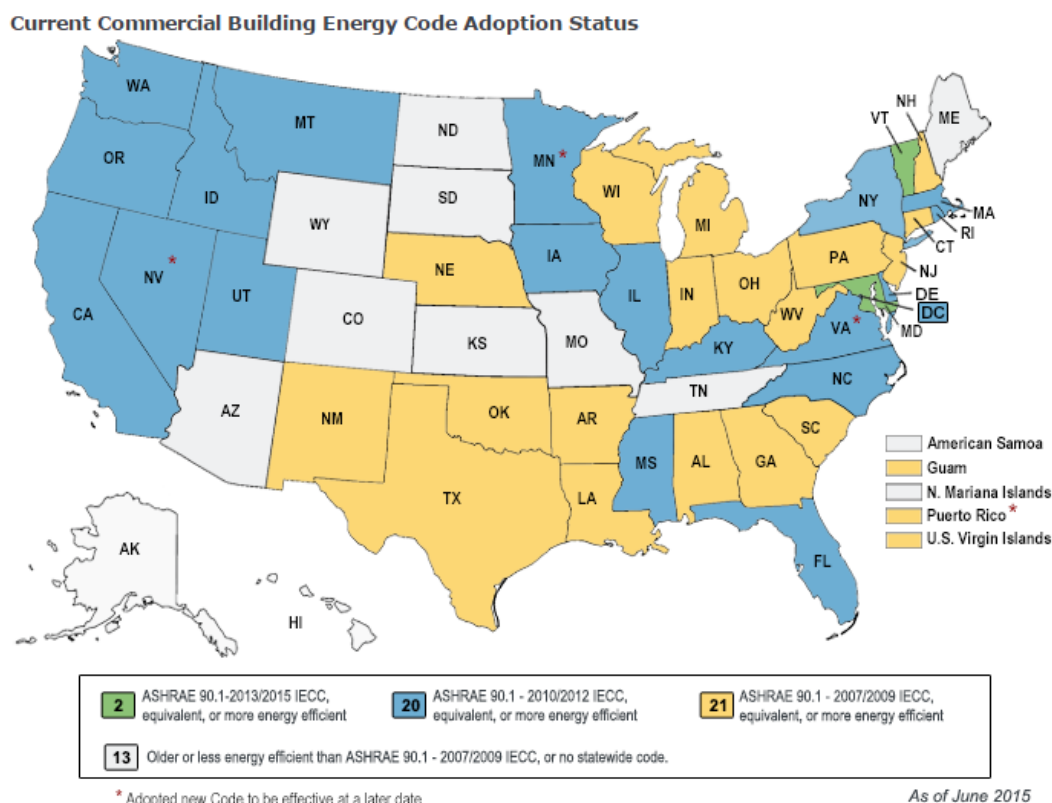 Current Commercial Building Energy Code Adoption Status
WA
MT
ND
MN *
VT
NH
ME
OR
ID
SD
WI
NY
MA
WY
MI
RI
CT
NV *
NE
IA
PA
NJ
UT
IL
IN
OH
DE
CA
CO
WV
DC
KS
MO
VA *
MD
KY
AZ
NM
OK
AR
TN
NC
SC
MS
AL
GA
TX
LA
FL
American Samoa
Guam
N. Mariana Islands
Puerto Rico *
U.S. Virgin Islands
AK
HI
2 ASHRAE 90.1-2013/2015 IECC,
equivalent, or more energy efficient
20 ASHRAE 90.1 - 2010/2012 IECC,
equivalent, or more energy efficient
21 ASHRAE 90.1 - 2007/2009 IECC,
equivalent, or more energy efficient
13 Older or less energy efficient than ASHRAE 90.1 - 2007/2009 IECC, or no statewide code.
* Adopted new Code to be effective at a later date
As of June 2015